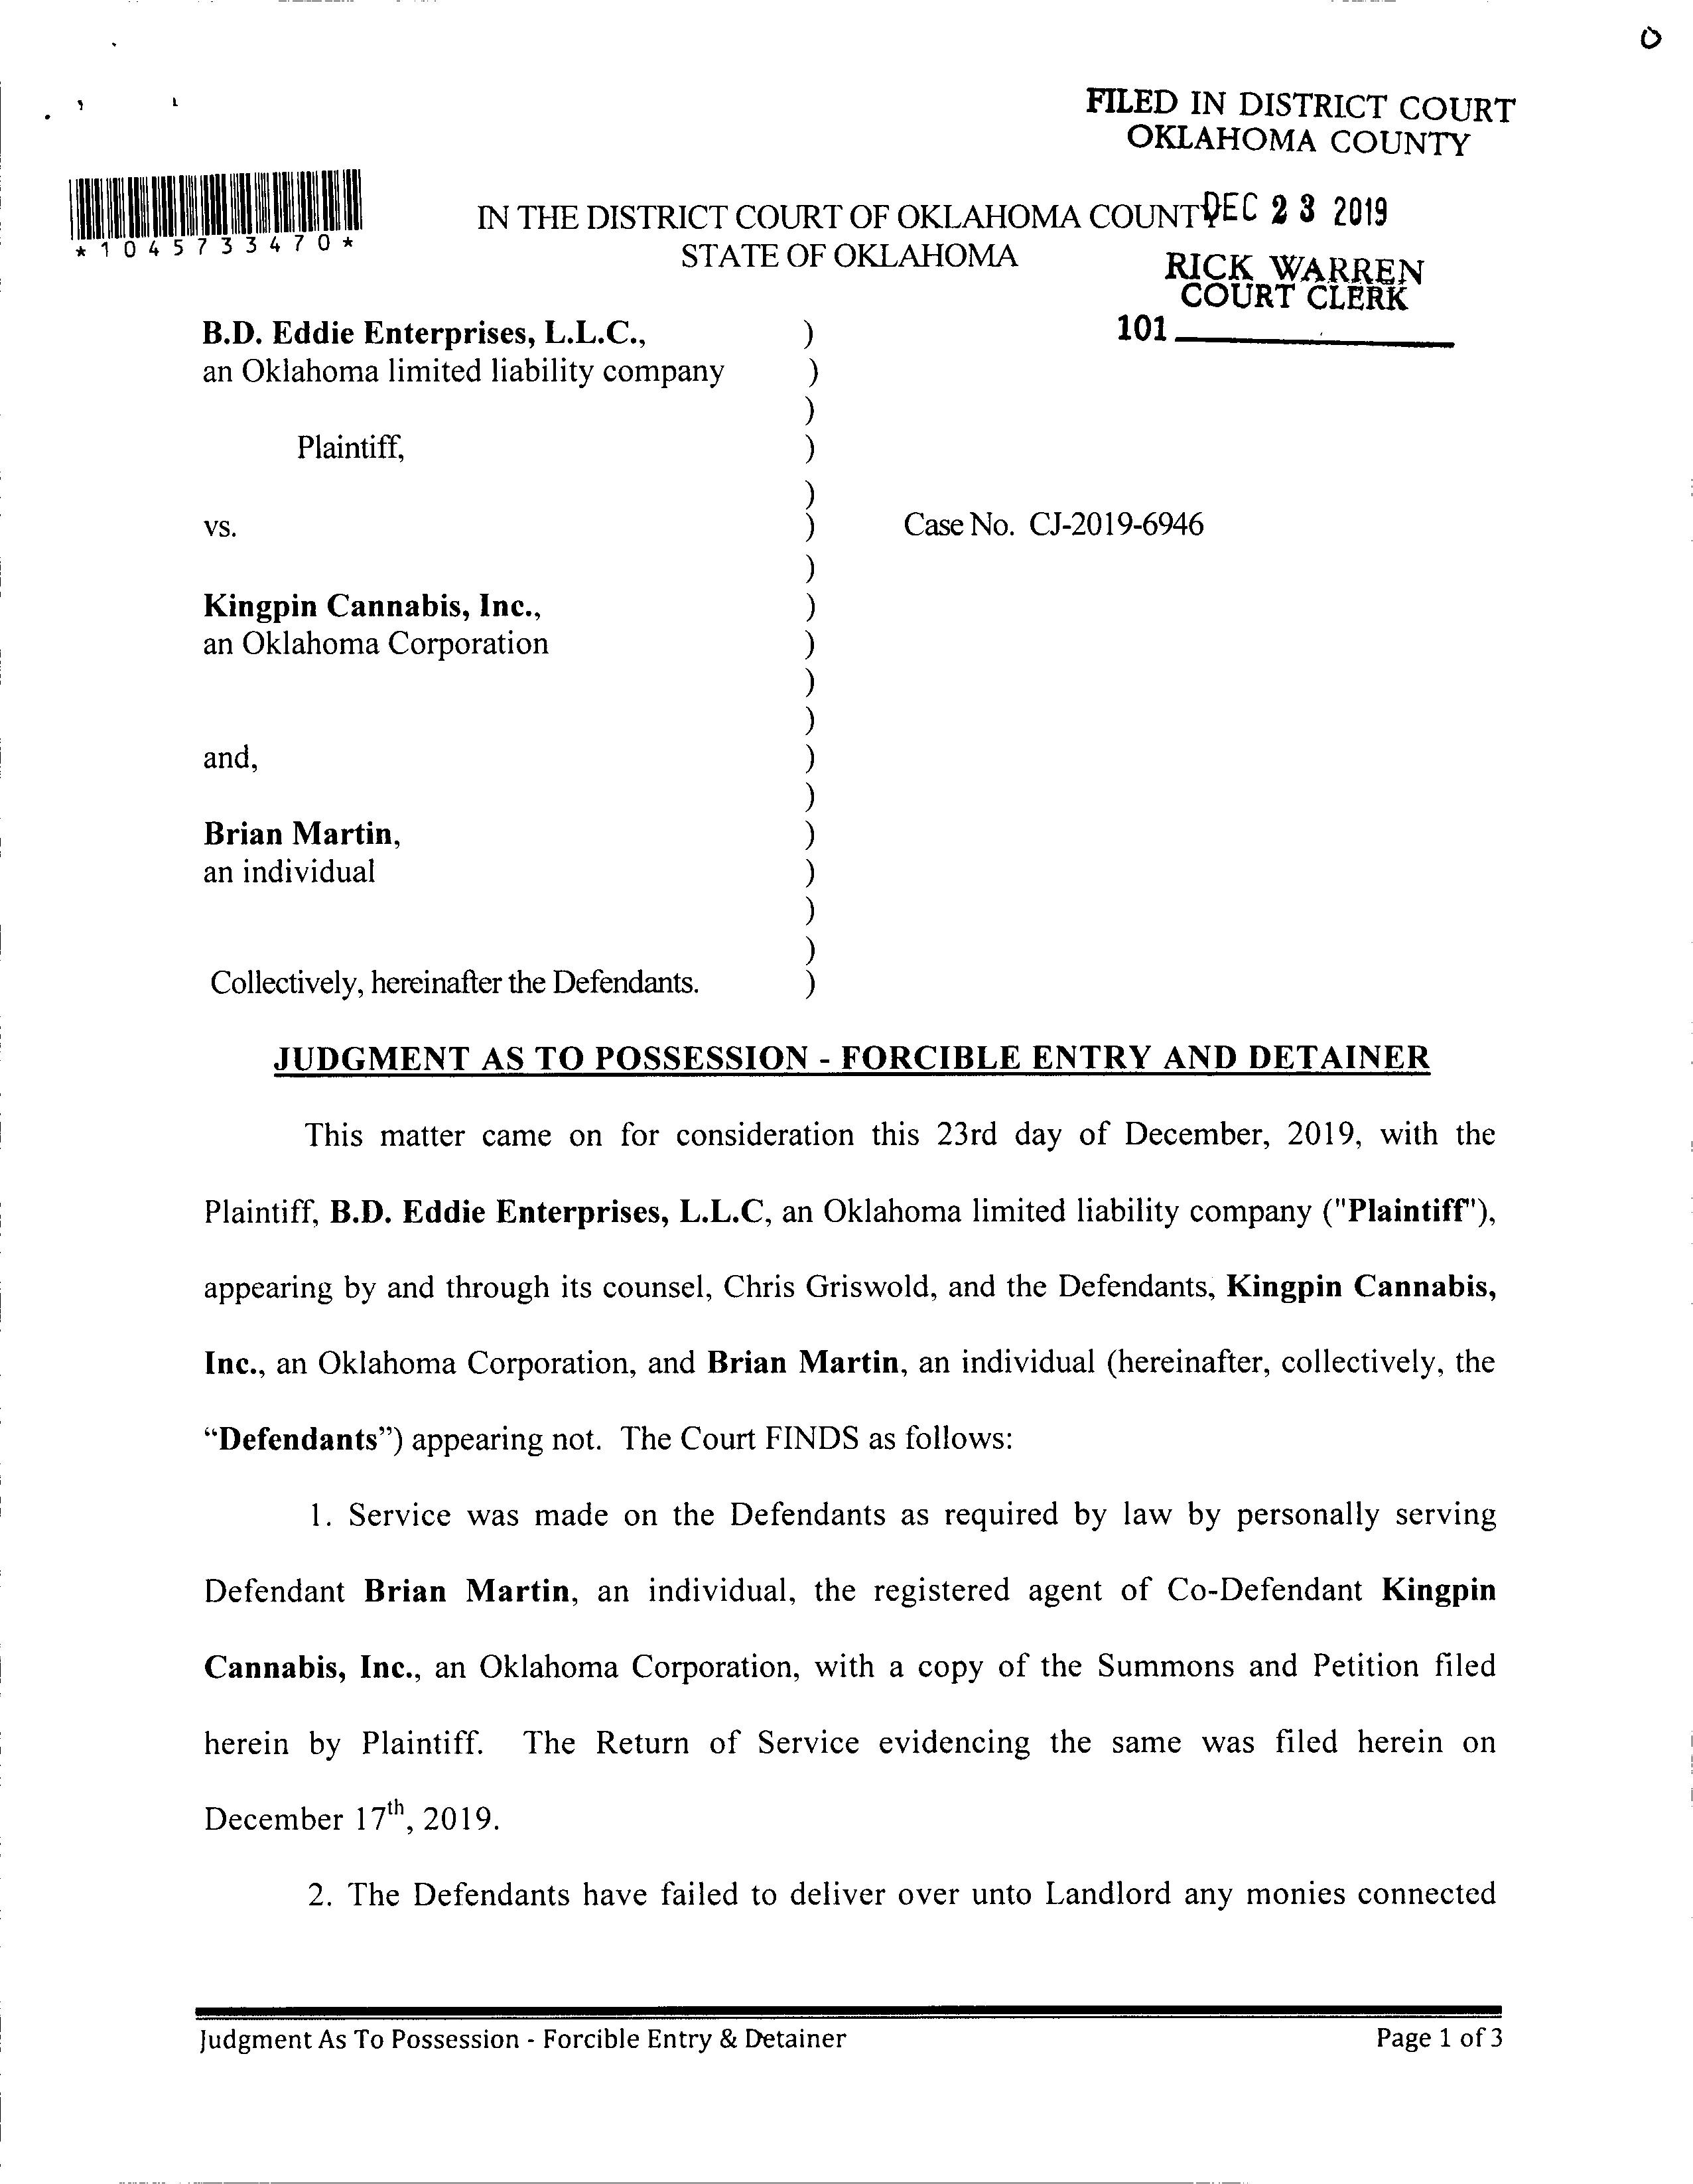 O
FILED IN DISTRICT COURT
OKLAHOMA COUNTY
*1045733470*
IN THE DISTRICT COURT OF OKLAHOMA COUNTY DEC 23 2019
STATE OF OKLAHOMA
RICK WARREN
COURT CLERK
101
B.D. Eddie Enterprises, L.L.C., )
an Oklahoma limited liability company )
)
Plaintiff, )
)
vs. ) Case No. CJ-2019-6946
)
Kingpin Cannabis, Inc., )
an Oklahoma Corporation )
)
)
and, )
)
Brian Martin, )
an individual )
)
)
Collectively, hereinafter the Defendants. )
JUDGMENT AS TO POSSESSION - FORCIBLE ENTRY AND DETAINER
This matter came on for consideration this 23rd day of December, 2019, with the
Plaintiff, B.D. Eddie Enterprises, L.L.C, an Oklahoma limited liability company ("Plaintiff"),
appearing by and through its counsel, Chris Griswold, and the Defendants, Kingpin Cannabis,
Inc., an Oklahoma Corporation, and Brian Martin, an individual (hereinafter, collectively, the
“Defendants”) appearing not. The Court FINDS as follows:
1. Service was made on the Defendants as required by law by personally serving
Defendant Brian Martin, an individual, the registered agent of Co-Defendant Kingpin
Cannabis, Inc., an Oklahoma Corporation, with a copy of the Summons and Petition filed
herein by Plaintiff. The Return of Service evidencing the same was filed herein on
December 17th, 2019.
2. The Defendants have failed to deliver over unto Landlord any monies connected
Judgment As To Possession - Forcible Entry & Detainer Page 1 of 3